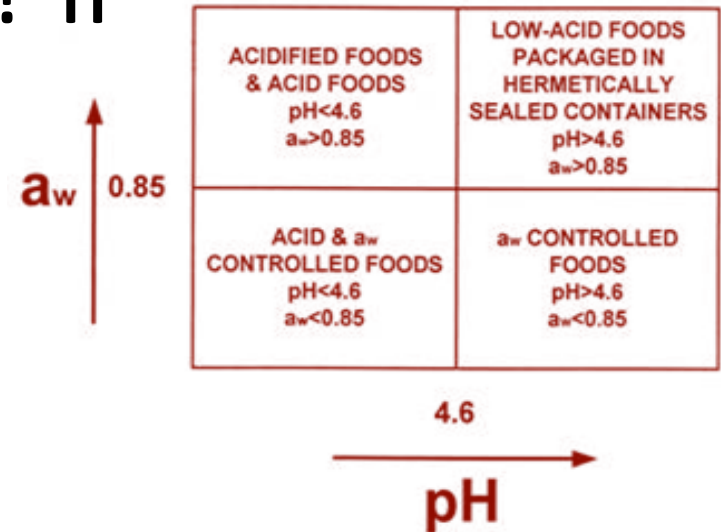 ACIDIFIED FOODS
& ACID FOODS
pH<4.6
aw>0.85
LOW-ACID FOODS
PACKAGED IN
HERMETICALLY
SEALED CONTAINERS
pH>4.6
aw>0.85
aw
0.85
ACID & aw
CONTROLLED FOODS
pH<4.6
aw<0.85
aw CONTROLLED
FOODS
pH>4.6
aw<0.85
4.6
pH